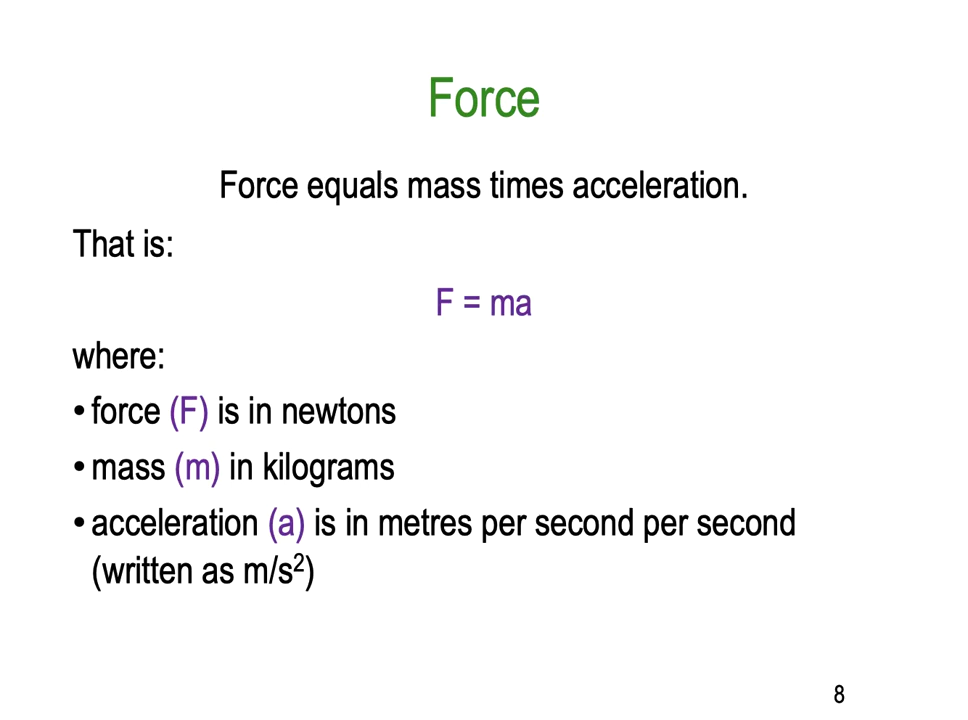 Force
Force equals mass times acceleration.
That is:
F = ma
where:
• force (F) is in newtons
• mass (m) in kilograms
• acceleration (a) is in metres per second per second
(written as m/s²)
8